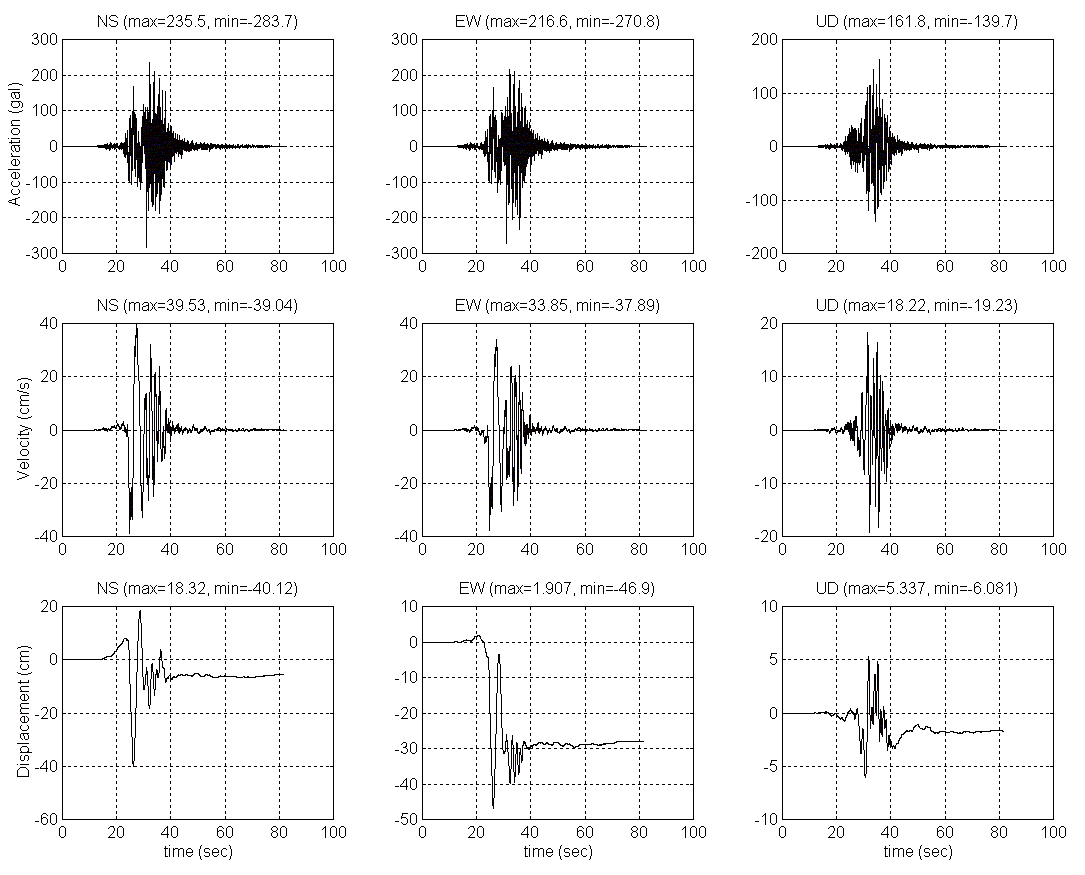 NS (max=235.5, min=-283.7)
EW (max=216.6, min=-270.8)
UD (max=161.8, min=-139.7)
Acceleration (gal)
300
200
100
0
-100
-200
-300
0 20 40 60 80 100
300
200
100
0
-100
-200
-300
0 20 40 60 80 100
200
100
0
-100
-200
0 20 40 60 80 100
NS (max=39.53, min=-39.04)
EW (max=33.85, min=-37.89)
UD (max=18.22, min=-19.23)
Velocity (cm/s)
40
20
0
-20
-40
0 20 40 60 80 100
40
20
0
-20
-40
0 20 40 60 80 100
20
10
0
-10
-20
0 20 40 60 80 100
NS (max=18.32, min=-40.12)
EW (max=1.907, min=-46.9)
UD (max=5.337, min=-6.081)
Displacement (cm)
20
0
-20
-40
-60
0 20 40 60 80 100
time (sec)
10
0
-10
-20
-30
-40
-50
0 20 40 60 80 100
time (sec)
10
5
0
-5
-10
0 20 40 60 80 100
time (sec)